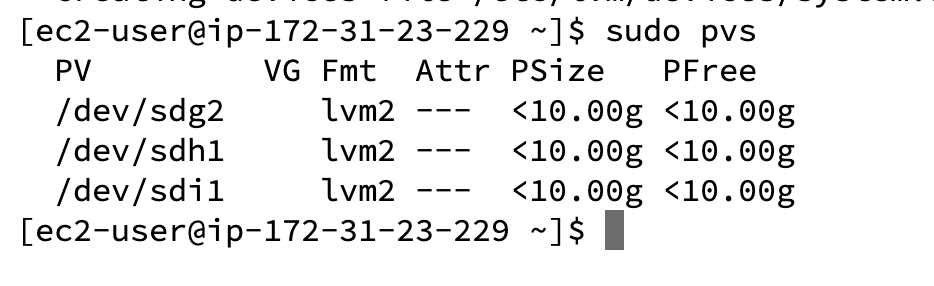 [ec2-user@ip-172-31-23-229 ~]$ sudo pvs
  PV         VG Fmt  Attr PSize   PFree
  /dev/sdg2     lvm2 ---  <10.00g <10.00g
  /dev/sdh1     lvm2 ---  <10.00g <10.00g
  /dev/sdi1     lvm2 ---  <10.00g <10.00g
[ec2-user@ip-172-31-23-229 ~]$